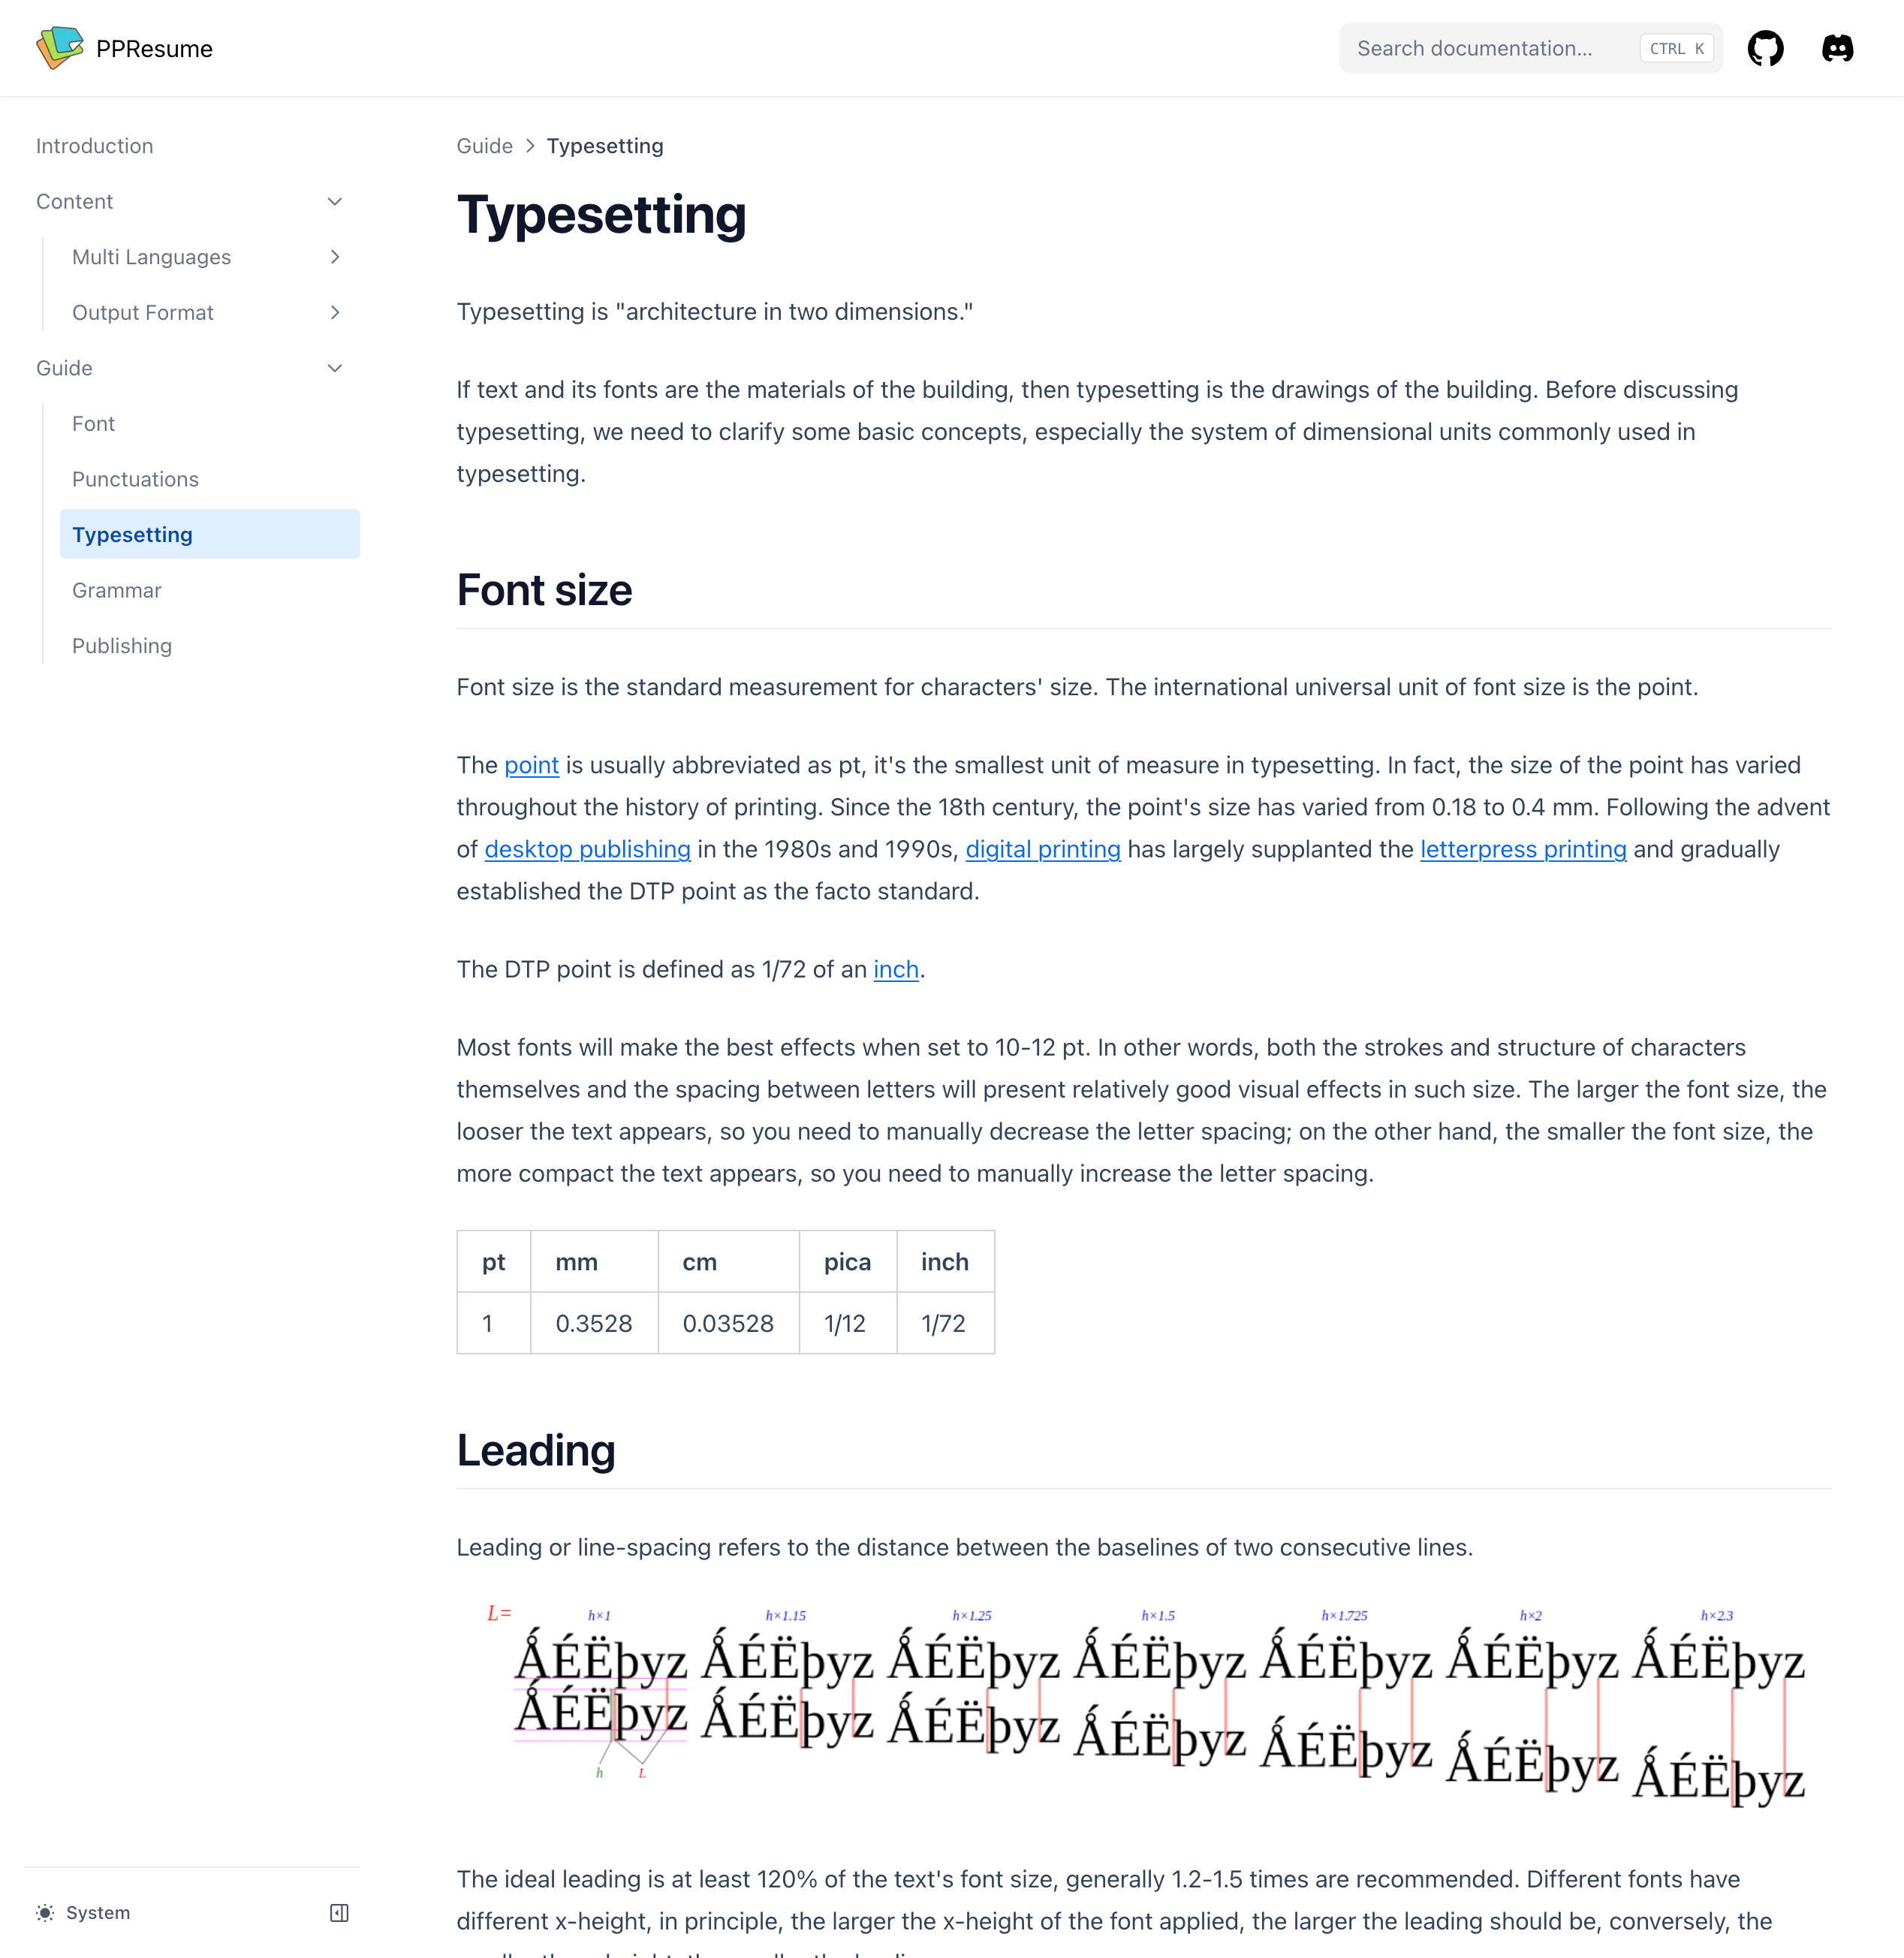 PPResume
Search documentation...
CTRL K
Introduction
Content
Multi Languages
Output Format
Guide
Font
Punctuations
Typesetting
Grammar
Publishing
System
Guide > Typesetting
Typesetting
Typesetting is "architecture in two dimensions."
If text and its fonts are the materials of the building, then typesetting is the drawings of the building. Before discussing
typesetting, we need to clarify some basic concepts, especially the system of dimensional units commonly used in
typesetting.
Font size
Font size is the standard measurement for characters' size. The international universal unit of font size is the point.
The point is usually abbreviated as pt, it's the smallest unit of measure in typesetting. In fact, the size of the point has varied
throughout the history of printing. Since the 18th century, the point's size has varied from 0.18 to 0.4 mm. Following the advent
of desktop publishing in the 1980s and 1990s, digital printing has largely supplanted the letterpress printing and gradually
established the DTP point as the facto standard.
The DTP point is defined as 1/72 of an inch.
Most fonts will make the best effects when set to 10-12 pt. In other words, both the strokes and structure of characters
themselves and the spacing between letters will present relatively good visual effects in such size. The larger the font size, the
looser the text appears, so you need to manually decrease the letter spacing; on the other hand, the smaller the font size, the
more compact the text appears, so you need to manually increase the letter spacing.
pt mm cm pica inch
1 0.3528 0.03528 1/12 1/72
Leading
Leading or line-spacing refers to the distance between the baselines of two consecutive lines.
L= h×1 h×1.15 h×1.25 h×1.5 h×1.725 h×2 h×2.3
ǺÉËþyz ǺÉËþyz ǺÉËþyz ǺÉËþyz ǺÉËþyz ǺÉËþyz ǺÉËþyz
ǺÉËþyz ǺÉËþyz ǺÉËþyz ǺÉËþyz ǺÉËþyz ǺÉËþyz ǺÉËþyz
h L
The ideal leading is at least 120% of the text's font size, generally 1.2-1.5 times are recommended. Different fonts have
different x-height, in principle, the larger the x-height of the font applied, the larger the leading should be, conversely, the